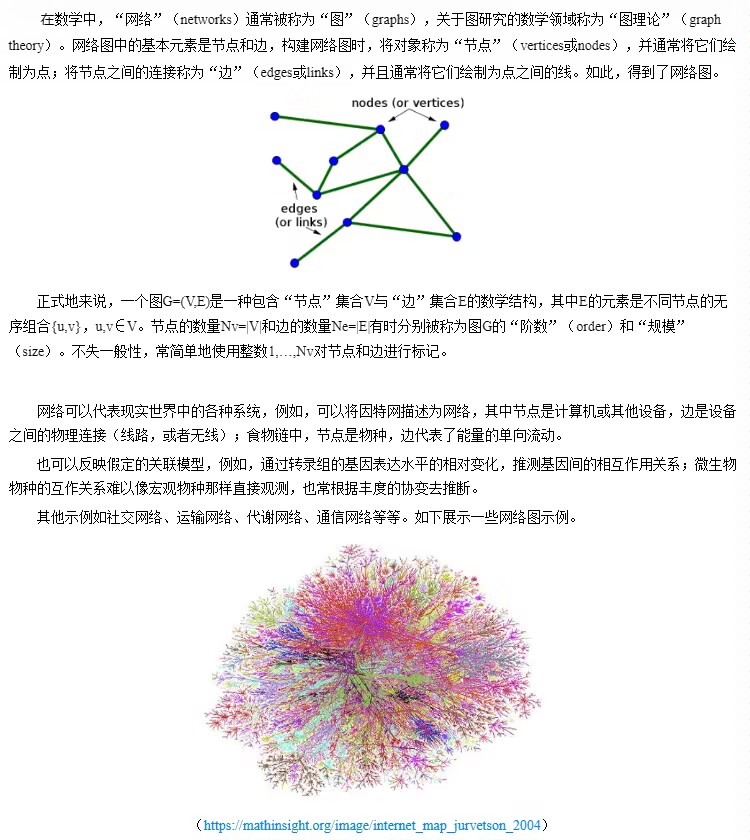 在数学中，“网络”（networks）通常被称为“图”（graphs），关于图研究的数学领域称为“图理论”（graph
theory）。网络图中的基本元素是节点和边，构建网络图时，将对象称为“节点”（vertices或nodes），并通常将它们绘
制为点；将节点之间的连接称为“边”（edges或links），并且通常将它们绘制为点之间的线。如此，得到了网络图。
nodes (or vertices)
edges
(or links)
正式地来说，一个图G=(V,E)是一种包含“节点”集合V与“边”集合E的数学结构，其中E的元素是不同节点的无
序组合{u,v}，u,v∈V。节点的数量Nv=|V|和边的数量Ne=|E|有时分别被称为图G的“阶数”（order）和“规模”
（size）。不失一般性，常简单地使用整数1,…,Nv对节点和边进行标记。
网络可以代表现实世界中的各种系统，例如，可以将因特网描述为网络，其中节点是计算机或其他设备，边是设备
之间的物理连接（线路，或者无线）；食物链中，节点是物种，边代表了能量的单向流动。
也可以反映假定的关联模型，例如，通过转录组的基因表达水平的相对变化，推测基因间的相互作用关系；微生物
物种的互作关系难以像宏观物种那样直接观测，也常根据丰度的协变去推断。
其他示例如社交网络、运输网络、代谢网络、通信网络等等。如下展示一些网络图示例。
（https://mathinsight.org/image/internet_map_jurvetson_2004）